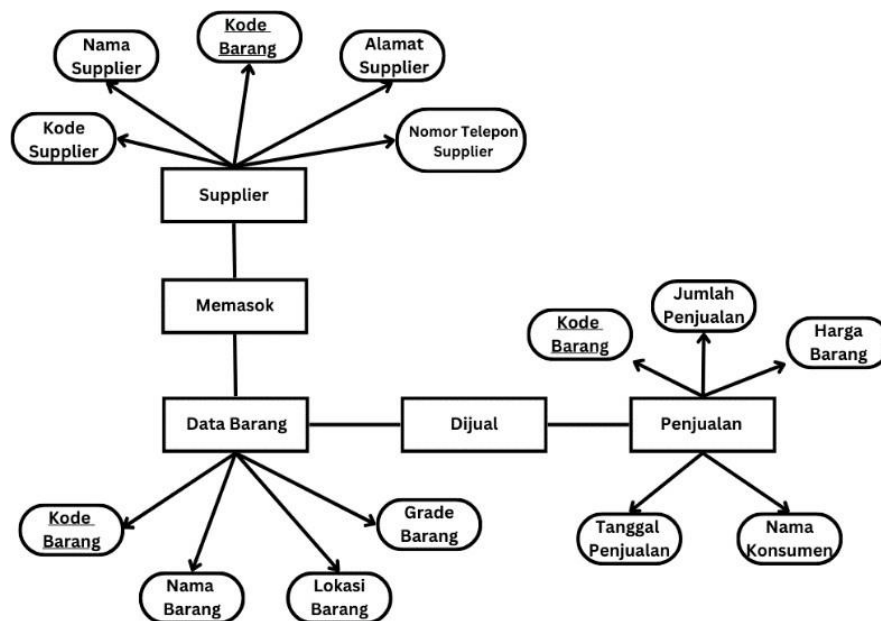 Kode
Barang
Nama
Supplier
Alamat
Supplier
Kode
Supplier
Nomor Telepon
Supplier
Supplier
Memasok
Jumlah
Penjualan
Kode
Barang
Harga
Barang
Data Barang
Dijual
Penjualan
Kode
Barang
Grade
Barang
Tanggal
Penjualan
Nama
Konsumen
Nama
Barang
Lokasi
Barang